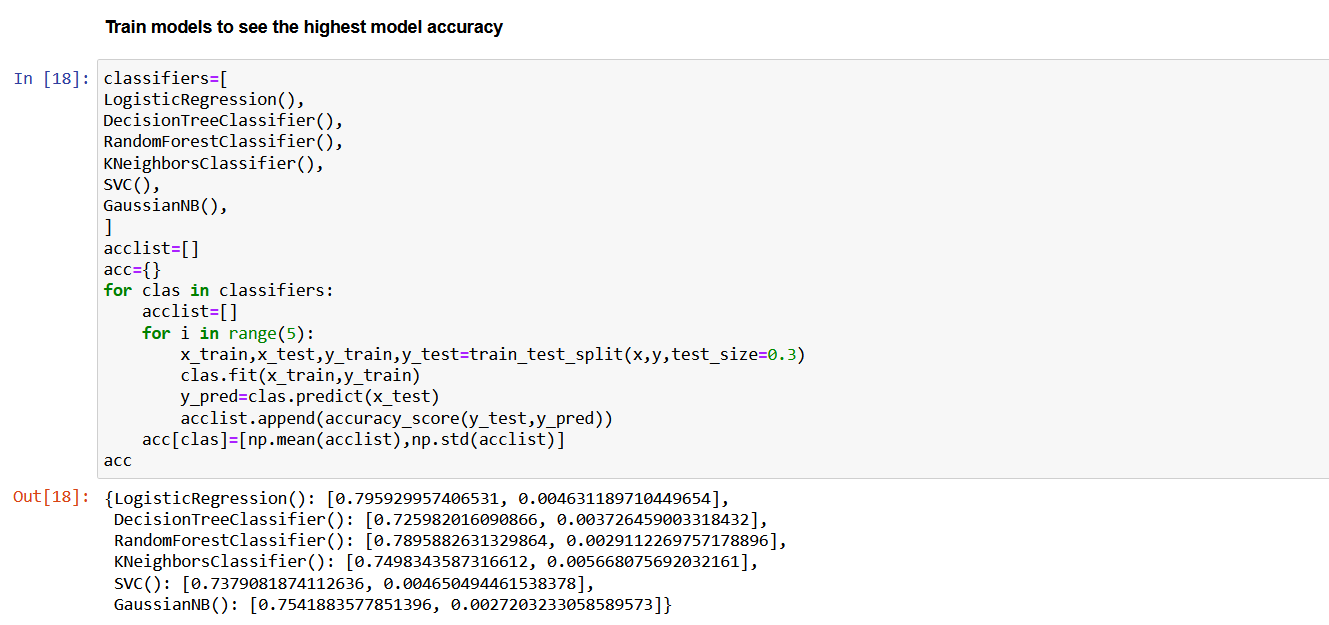 Train models to see the highest model accuracy
In [18]: classifiers=[
LogisticRegression(),
DecisionTreeClassifier(),
RandomForestClassifier(),
KNeighborsClassifier(),
SVC(),
GaussianNB(),
]
acclist=[]
acc={}
for clas in classifiers:
    acclist=[]
    for i in range(5):
        x_train,x_test,y_train,y_test=train_test_split(x,y,test_size=0.3)
        clas.fit(x_train,y_train)
        y_pred=clas.predict(x_test)
        acclist.append(accuracy_score(y_test,y_pred))
    acc[clas]=[np.mean(acclist),np.std(acclist)]
acc
Out[18]: {LogisticRegression(): [0.795929957406531, 0.004631189710449654],
 DecisionTreeClassifier(): [0.725982016090866, 0.003726459003318432],
 RandomForestClassifier(): [0.7895882631329864, 0.0029112269757178896],
 KNeighborsClassifier(): [0.7498343587316612, 0.005668075692032161],
 SVC(): [0.7379081874112636, 0.004650494461538378],
 GaussianNB(): [0.7541883577851396, 0.0027203233058589573]}